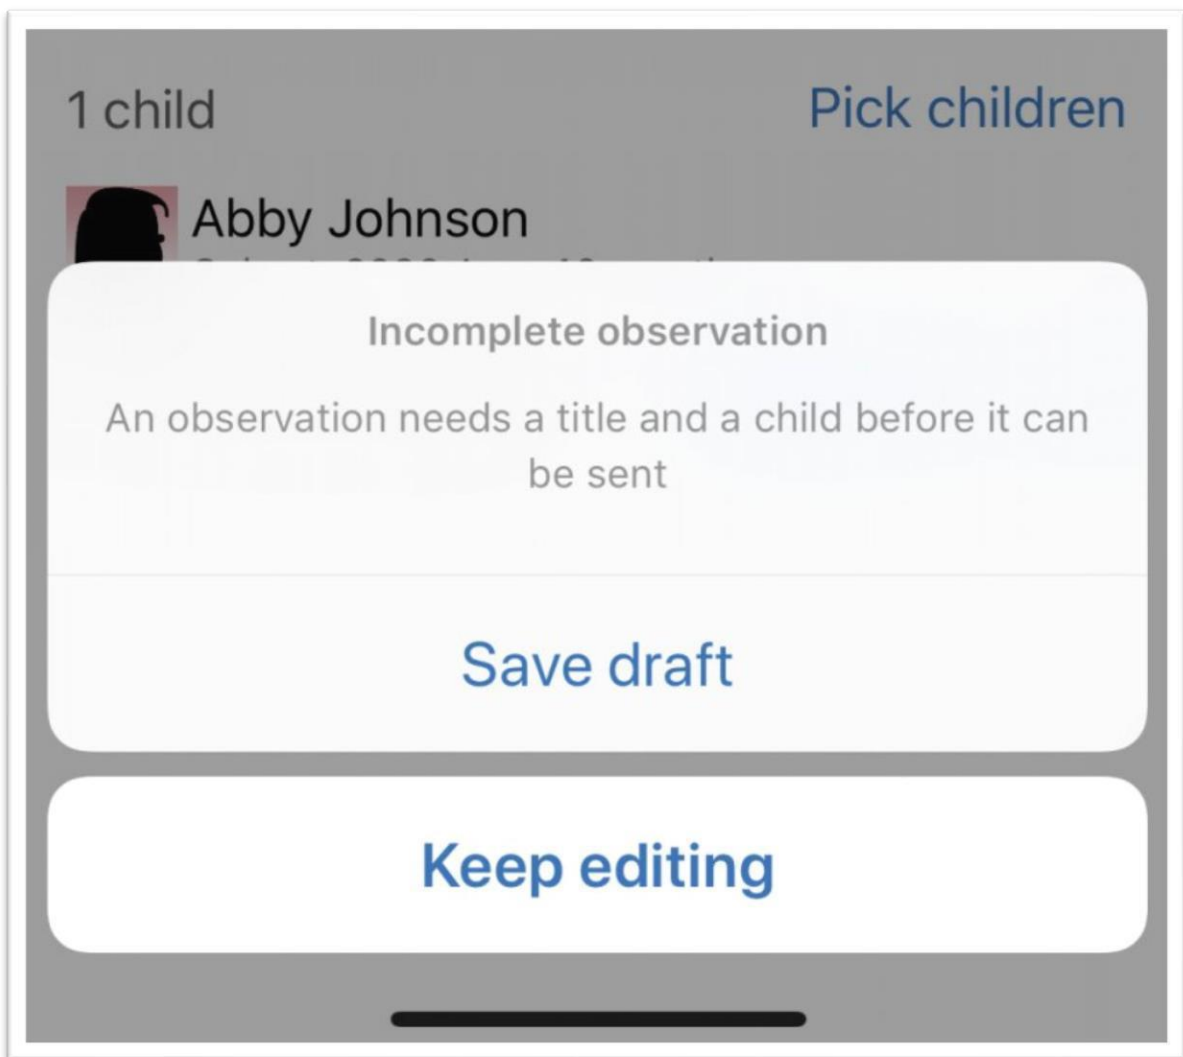 1 child
Pick children
Abby Johnson
Incomplete observation
An observation needs a title and a child before it can
be sent
Save draft
Keep editing